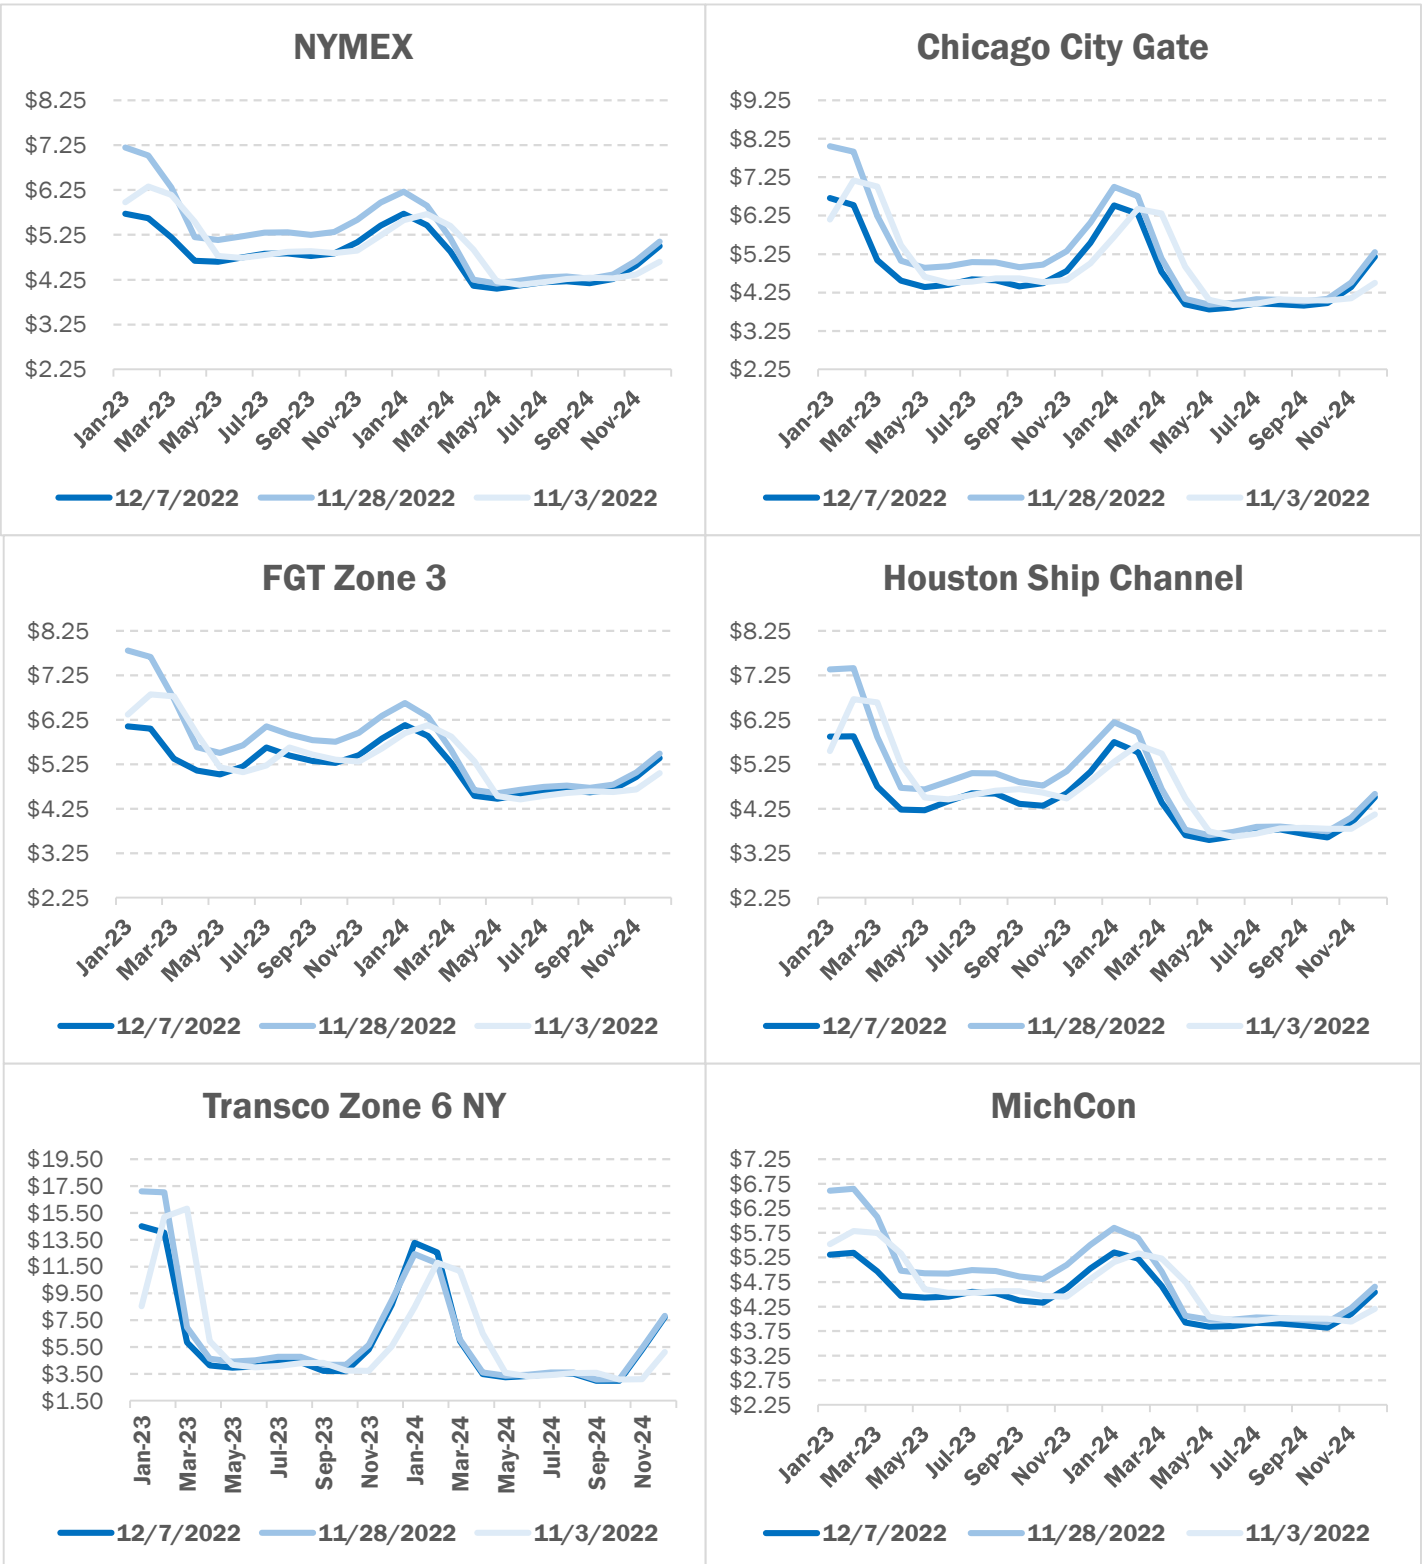 NYMEX
$8.25
$7.25
$6.25
$5.25
$4.25
$3.25
$2.25
Jan-23 Mar-23 May-23 Jul-23 Sep-23 Nov-23 Jan-24 Mar-24 May-24 Jul-24 Sep-24 Nov-24
12/7/2022 11/28/2022 11/3/2022
Chicago City Gate
$9.25
$8.25
$7.25
$6.25
$5.25
$4.25
$3.25
$2.25
Jan-23 Mar-23 May-23 Jul-23 Sep-23 Nov-23 Jan-24 Mar-24 May-24 Jul-24 Sep-24 Nov-24
12/7/2022 11/28/2022 11/3/2022
FGT Zone 3
$8.25
$7.25
$6.25
$5.25
$4.25
$3.25
$2.25
Jan-23 Mar-23 May-23 Jul-23 Sep-23 Nov-23 Jan-24 Mar-24 May-24 Jul-24 Sep-24 Nov-24
12/7/2022 11/28/2022 11/3/2022
Houston Ship Channel
$8.25
$7.25
$6.25
$5.25
$4.25
$3.25
$2.25
Jan-23 Mar-23 May-23 Jul-23 Sep-23 Nov-23 Jan-24 Mar-24 May-24 Jul-24 Sep-24 Nov-24
12/7/2022 11/28/2022 11/3/2022
Transco Zone 6 NY
$19.50
$17.50
$15.50
$13.50
$11.50
$9.50
$7.50
$5.50
$3.50
$1.50
Jan-23 Mar-23 May-23 Jul-23 Sep-23 Nov-23 Jan-24 Mar-24 May-24 Jul-24 Sep-24 Nov-24
12/7/2022 11/28/2022 11/3/2022
MichCon
$7.25
$6.75
$6.25
$5.75
$5.25
$4.75
$4.25
$3.75
$3.25
$2.75
$2.25
Jan-23 Mar-23 May-23 Jul-23 Sep-23 Nov-23 Jan-24 Mar-24 May-24 Jul-24 Sep-24 Nov-24
12/7/2022 11/28/2022 11/3/2022